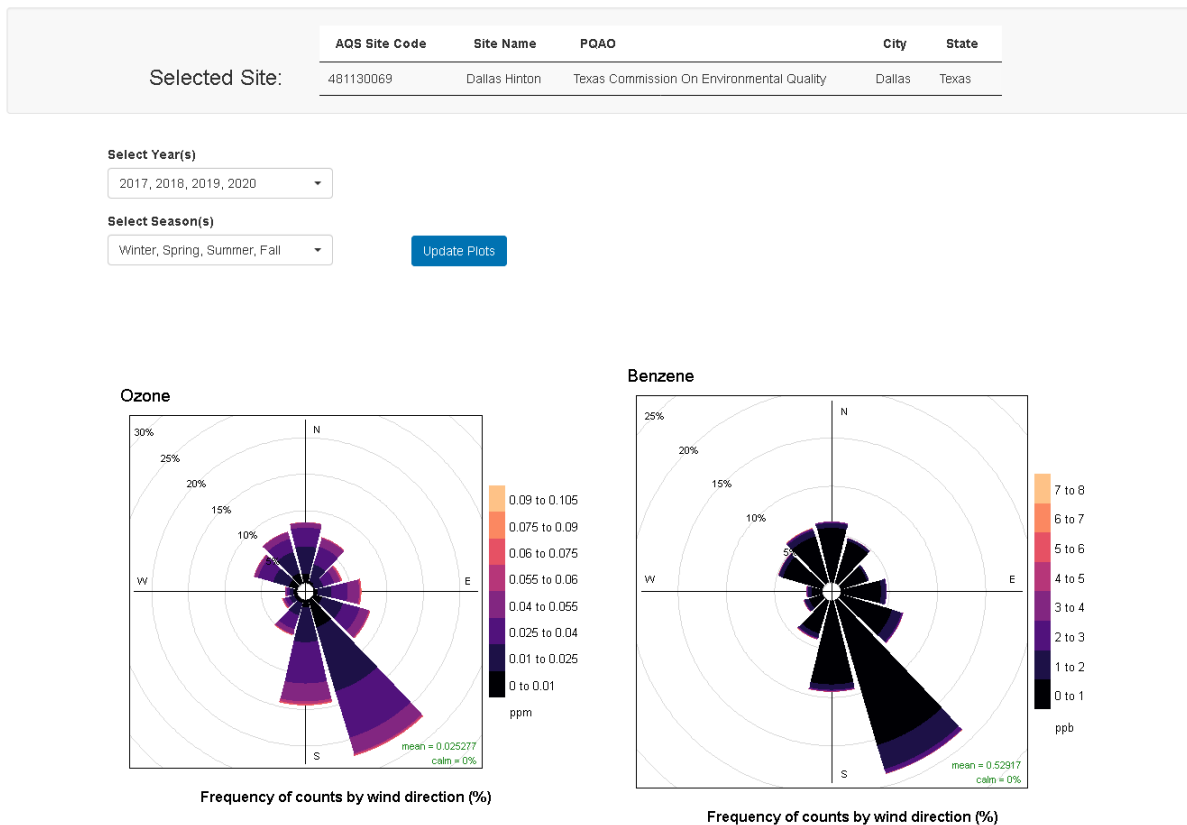 AQS Site Code Site Name PQAO City State
Selected Site: 481130069 Dallas Hinton Texas Commission On Environmental Quality Dallas Texas
Select Year(s)
2017, 2018, 2019, 2020
Select Season(s)
Winter, Spring, Summer, Fall
Update Plots
Ozone
30%
25%
20%
15%
10%
5%
N
W
E
S
0.09 to 0.105
0.075 to 0.09
0.06 to 0.075
0.055 to 0.06
0.04 to 0.055
0.025 to 0.04
0.01 to 0.025
0 to 0.01
ppm
mean = 0.025277
calm = 0%
Frequency of counts by wind direction (%)
Benzene
25%
20%
15%
10%
5%
N
W
E
S
7 to 8
6 to 7
5 to 6
4 to 5
3 to 4
2 to 3
1 to 2
0 to 1
ppb
mean = 0.52917
calm = 0%
Frequency of counts by wind direction (%)